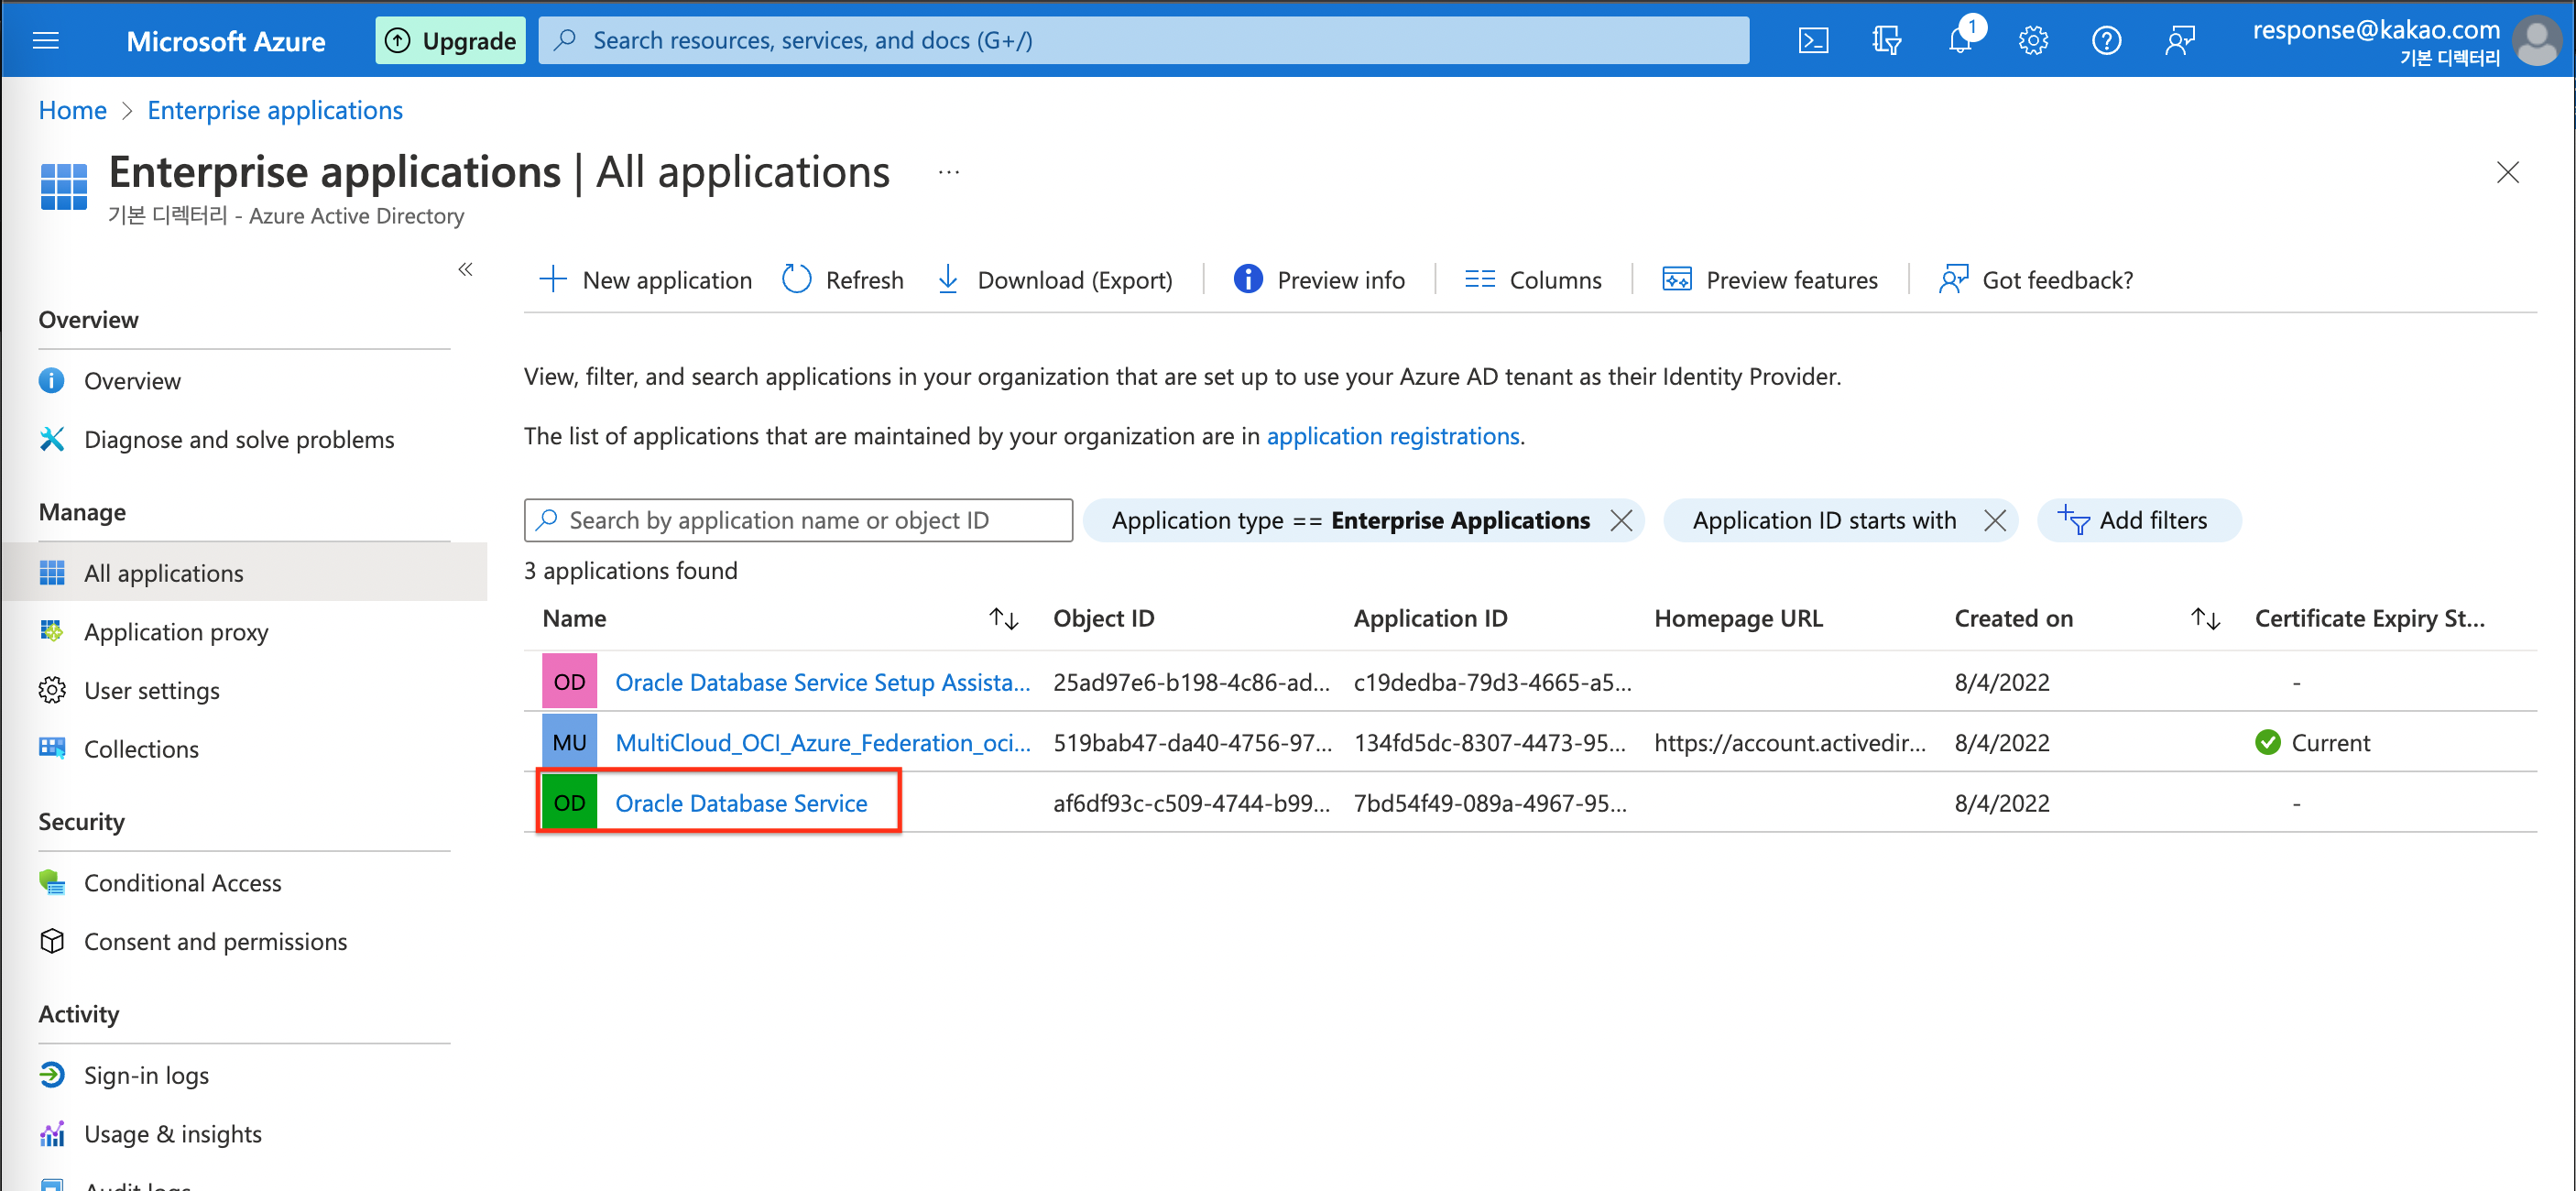 Microsoft Azure
Upgrade
Search resources, services, and docs (G+/)
1
response@kakao.com
기본 디렉터리
Home > Enterprise applications
Enterprise applications | All applications ...
기본 디렉터리 - Azure Active Directory
New application
Refresh
Download (Export)
Preview info
Columns
Preview features
Got feedback?
Overview
Overview
Diagnose and solve problems
Manage
All applications
Application proxy
User settings
Collections
Security
Conditional Access
Consent and permissions
Activity
Sign-in logs
Usage & insights
Audit logs
View, filter, and search applications in your organization that are set up to use your Azure AD tenant as their Identity Provider.
The list of applications that are maintained by your organization are in application registrations.
Search by application name or object ID
Application type == Enterprise Applications
Application ID starts with
Add filters
3 applications found
Name Object ID Application ID Homepage URL Created on Certificate Expiry St...
OD Oracle Database Service Setup Assista... 25ad97e6-b198-4c86-ad... c19dedba-79d3-4665-a5... 8/4/2022 -
MU MultiCloud_OCI_Azure_Federation_oci... 519bab47-da40-4756-97... 134fd5dc-8307-4473-95... https://account.activedir... 8/4/2022 Current
OD Oracle Database Service af6df93c-c509-4744-b99... 7bd54f49-089a-4967-95... 8/4/2022 -